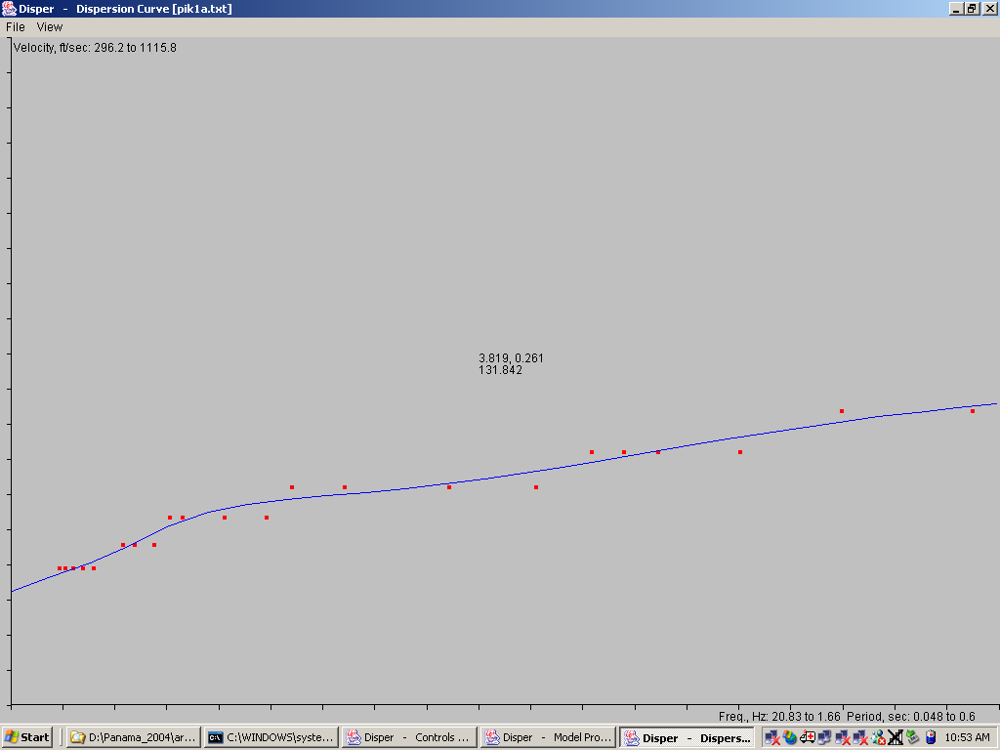 Disper - Dispersion Curve [pik1a.txt]
File View
Velocity, ft/sec: 296.2 to 1115.8
3.819, 0.261
131.842
Freq., Hz: 20.83 to 1.66 Period, sec: 0.048 to 0.6
Start D:\Panama_2004\ar... C:\WINDOWS\syste... Disper - Controls ... Disper - Model Pro... Disper - Dispers... 10:53 AM